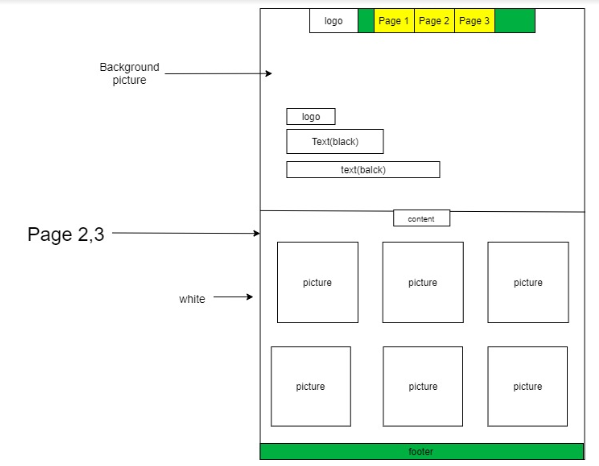 logo
Page 1
Page 2
Page 3
Background
picture
logo
Text(black)
text(balck)
content
Page 2,3
picture
picture
picture
white
picture
picture
picture
footer